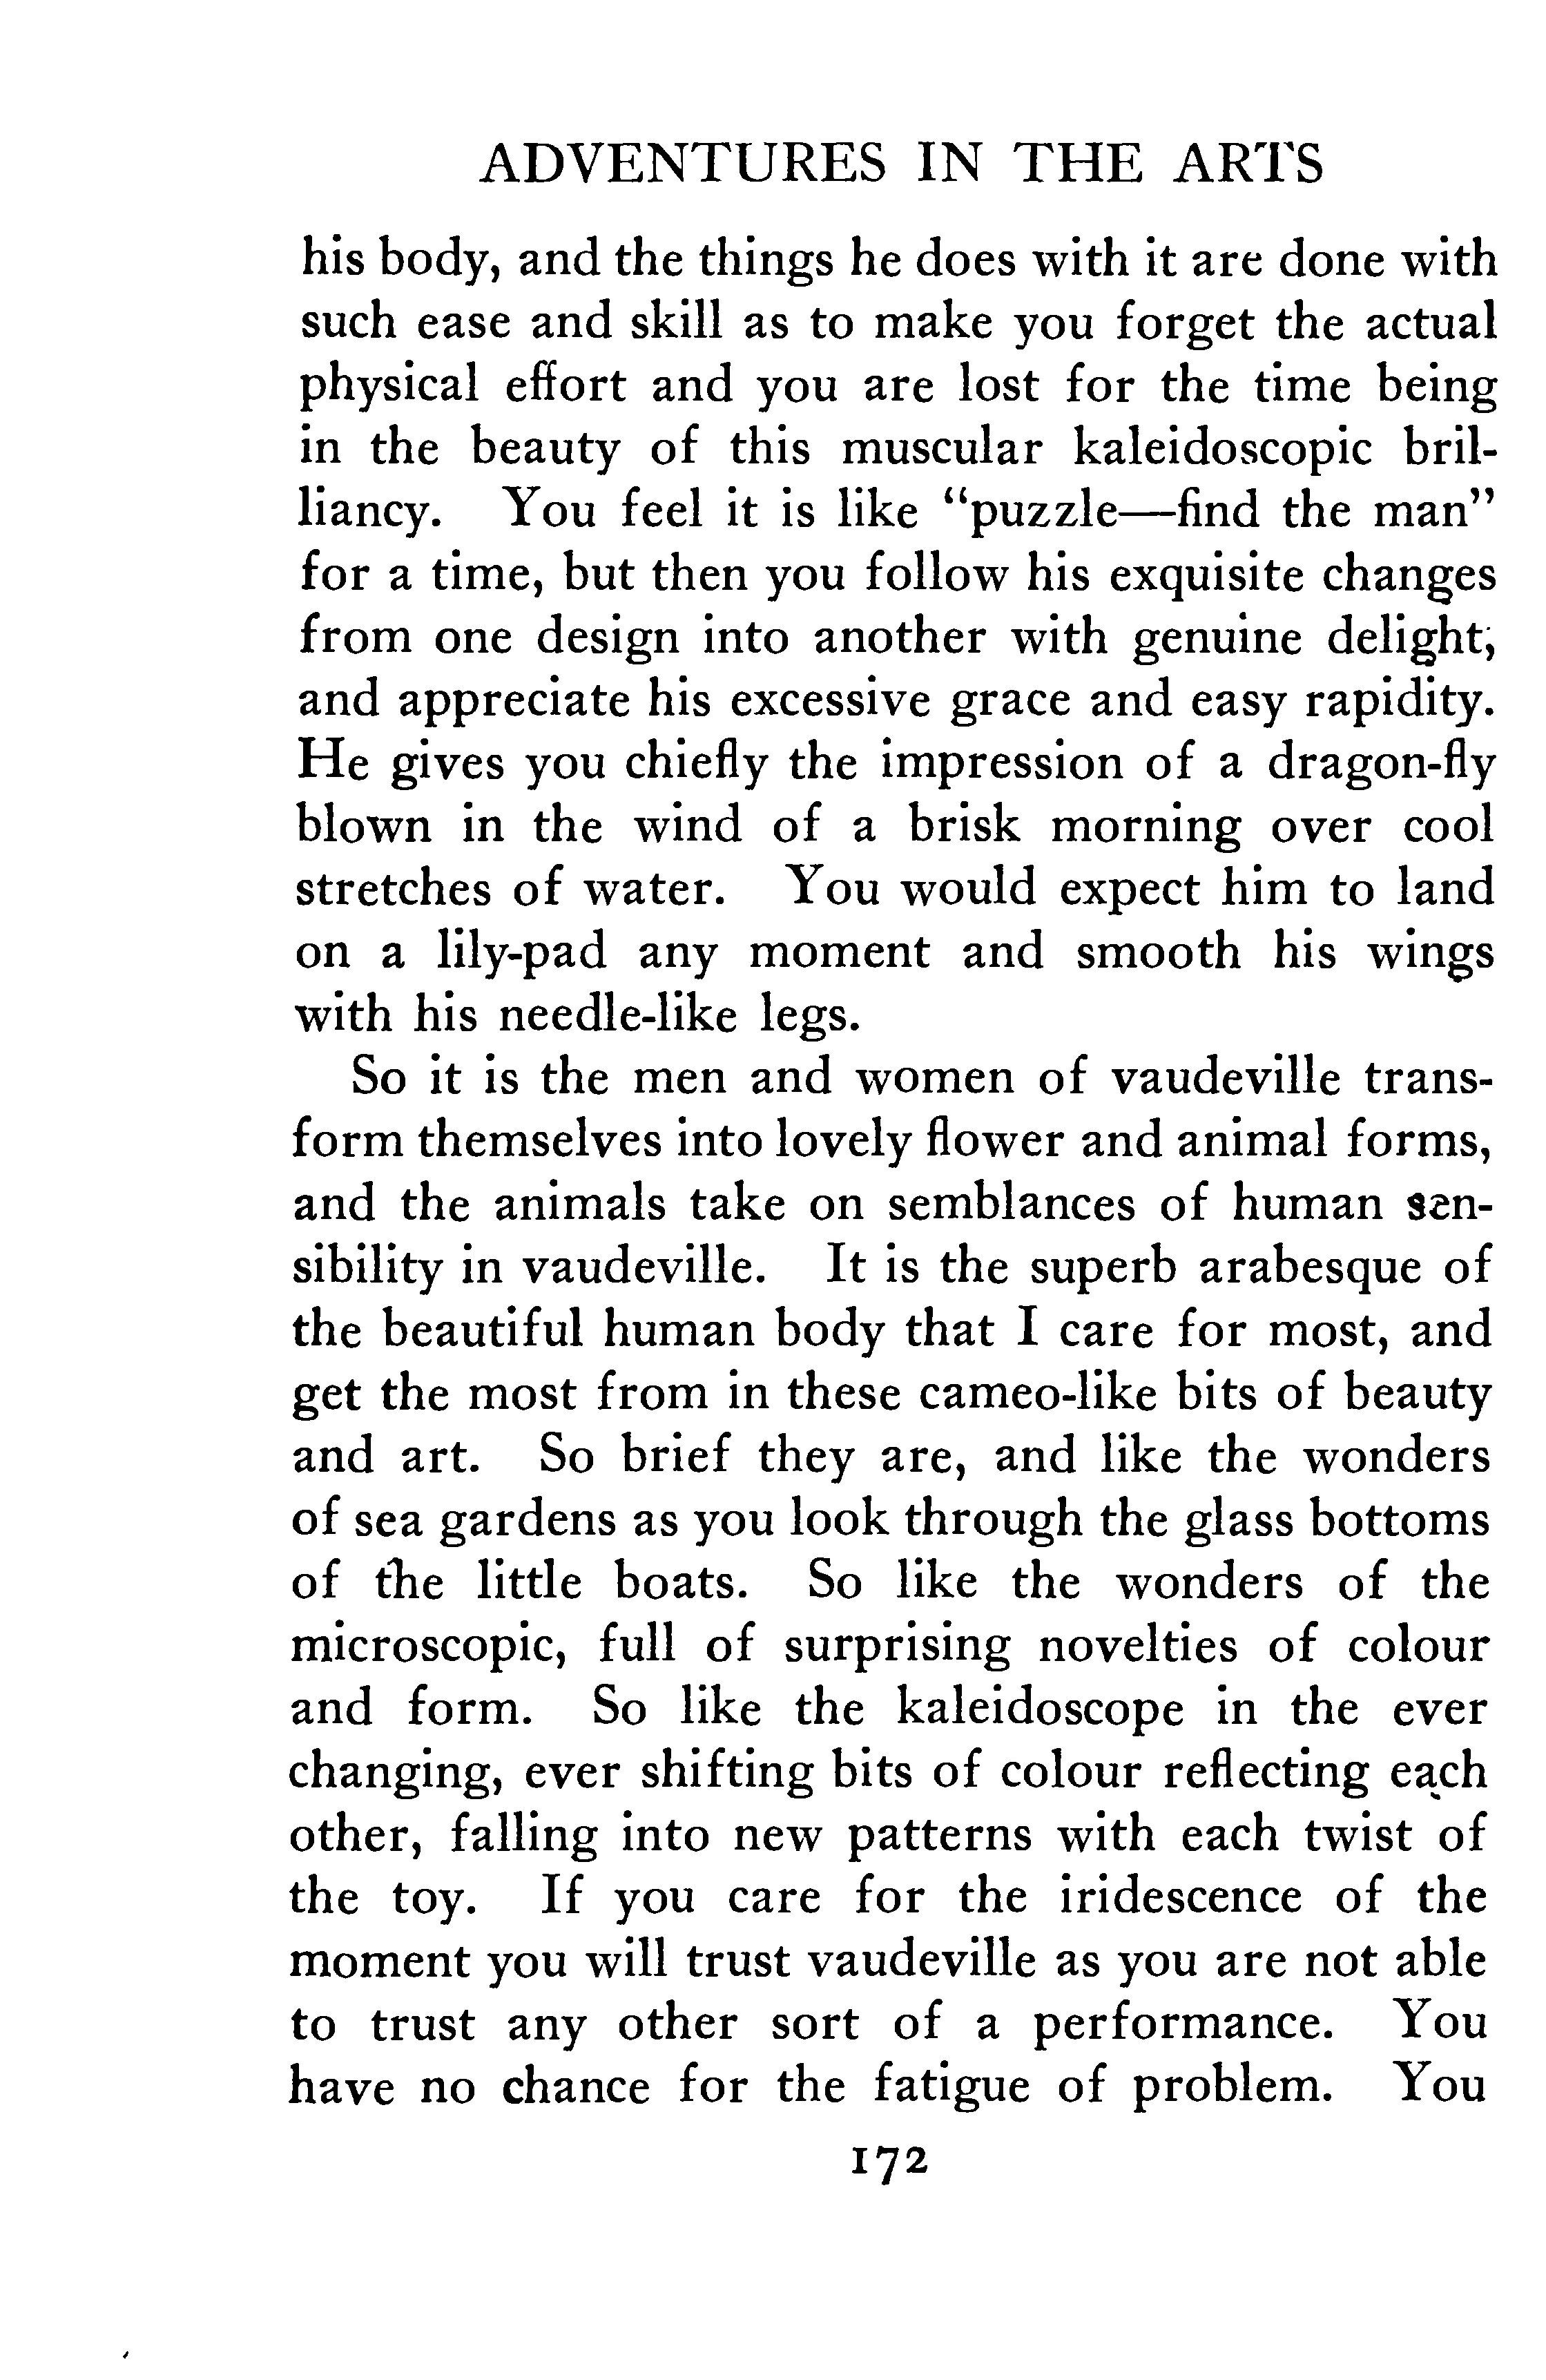 ADVENTURES IN THE ARTS
his body, and the things he does with it are done with
such ease and skill as to make you forget the actual
physical effort and you are lost for the time being
in the beauty of this muscular kaleidoscopic bril-
liancy. You feel it is like “puzzle—find the man”
for a time, but then you follow his exquisite changes
from one design into another with genuine delight,
and appreciate his excessive grace and easy rapidity.
He gives you chiefly the impression of a dragon-fly
blown in the wind of a brisk morning over cool
stretches of water. You would expect him to land
on a lily-pad any moment and smooth his wings
with his needle-like legs.
So it is the men and women of vaudeville trans-
form themselves into lovely flower and animal forms,
and the animals take on semblances of human sen-
sibility in vaudeville. It is the superb arabesque of
the beautiful human body that I care for most, and
get the most from in these cameo-like bits of beauty
and art. So brief they are, and like the wonders
of sea gardens as you look through the glass bottoms
of the little boats. So like the wonders of the
microscopic, full of surprising novelties of colour
and form. So like the kaleidoscope in the ever
changing, ever shifting bits of colour reflecting each
other, falling into new patterns with each twist of
the toy. If you care for the iridescence of the
moment you will trust vaudeville as you are not able
to trust any other sort of a performance. You
have no chance for the fatigue of problem. You
172